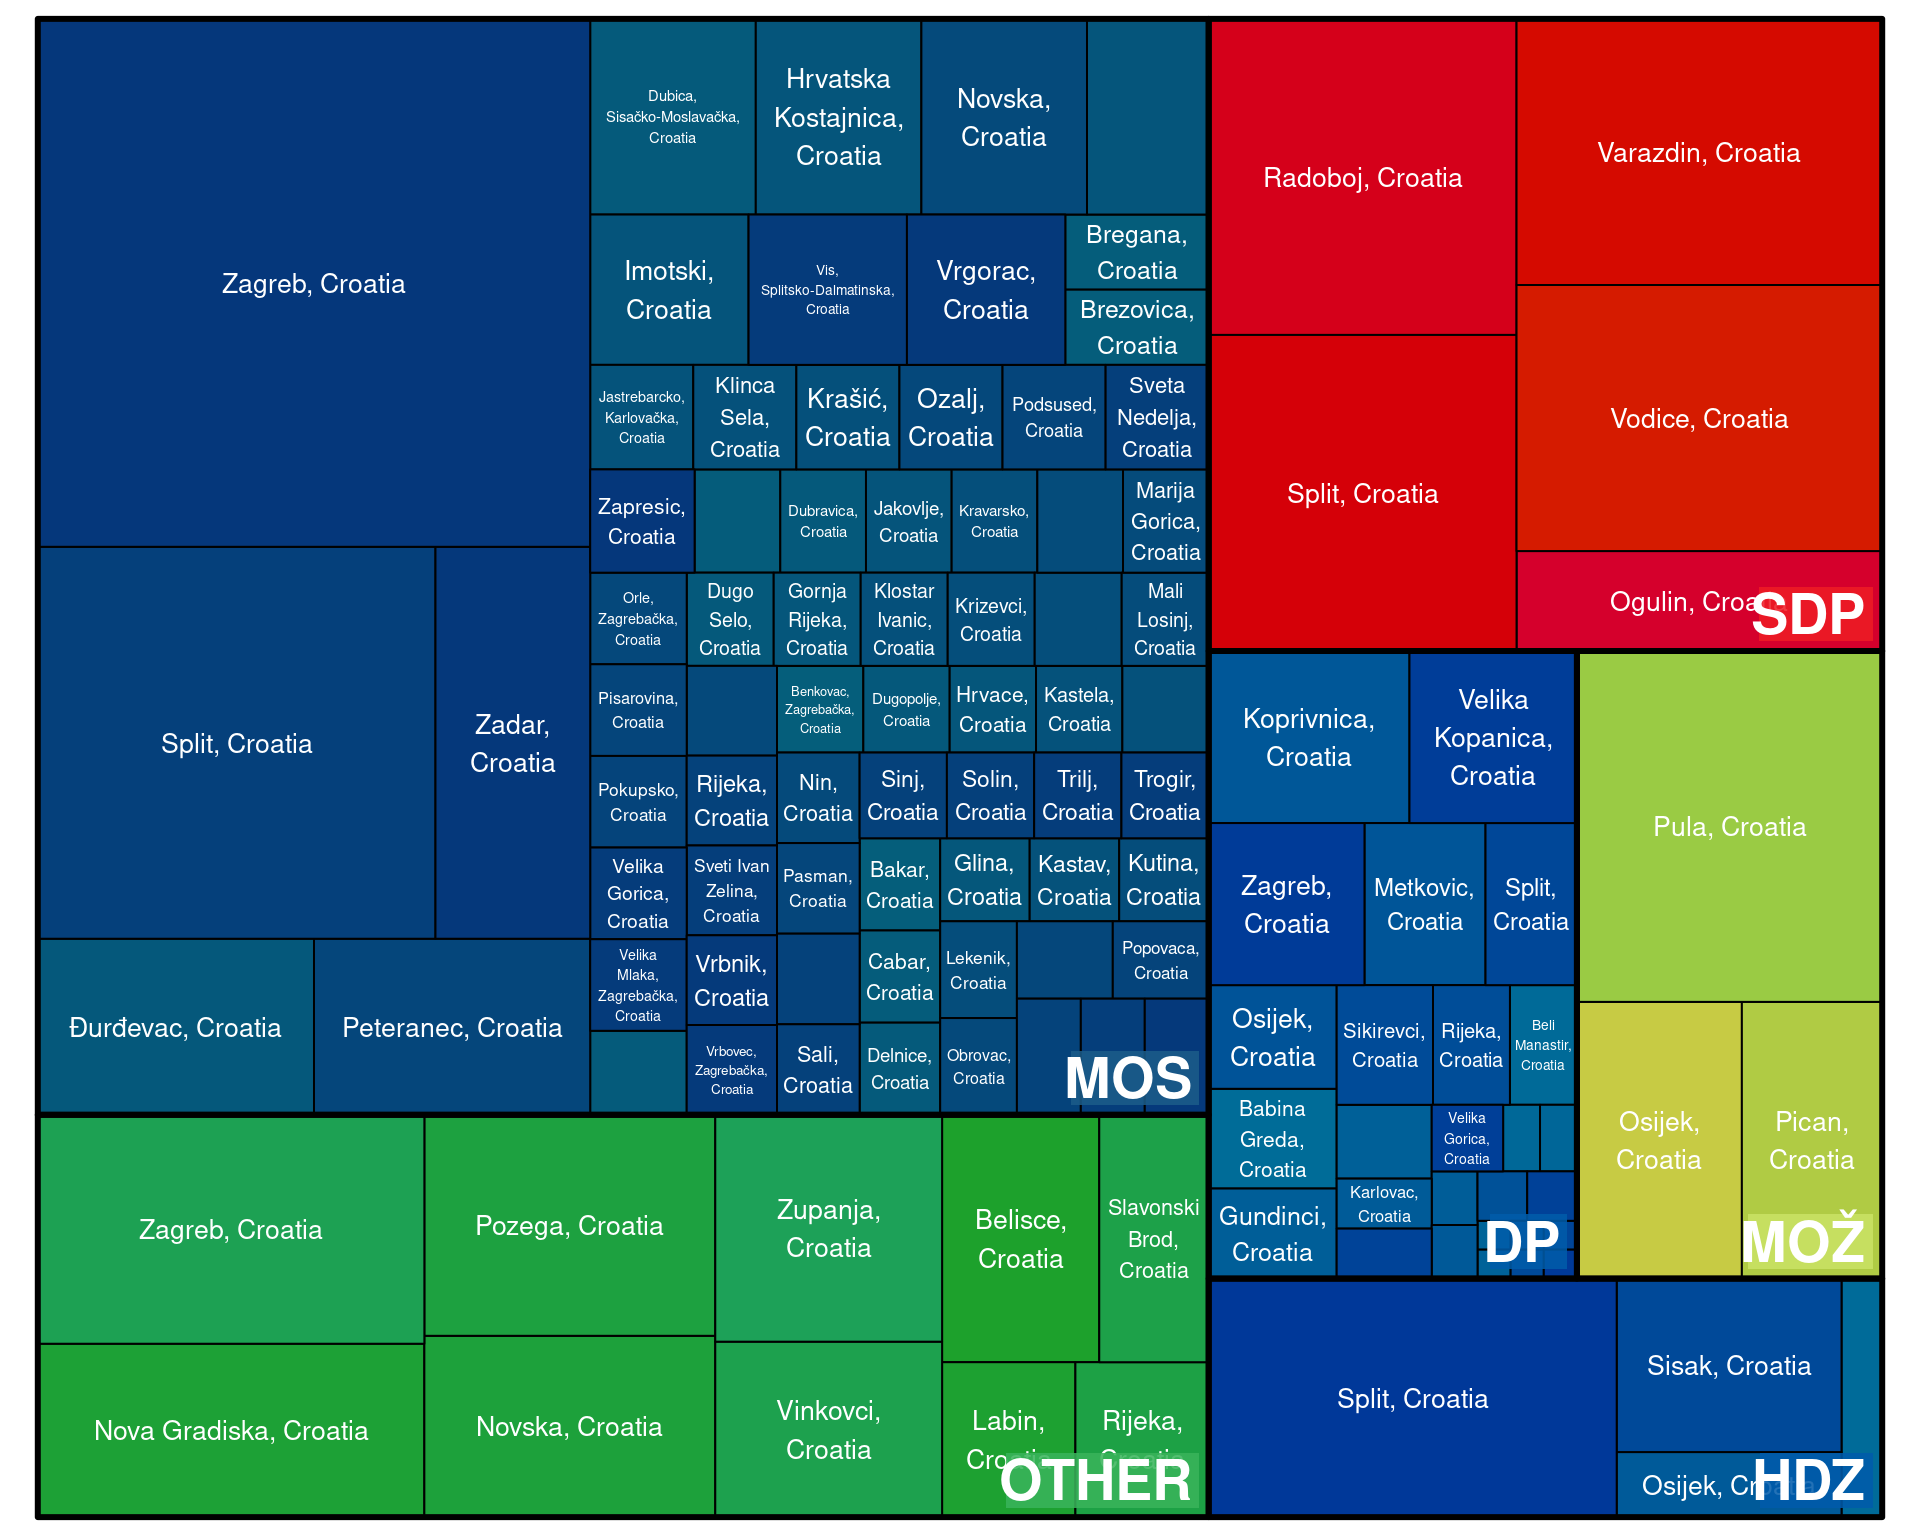 Zagreb, Croatia
Split, Croatia
Zadar,
Croatia
Đurđevac, Croatia
Peteranec, Croatia
Dubica,
Sisačko-Moslavačka,
Croatia
Hrvatska
Kostajnica,
Croatia
Novska,
Croatia
Imotski,
Croatia
Vis,
Splitsko-Dalmatinska,
Croatia
Vrgorac,
Croatia
Bregana,
Croatia
Brezovica,
Croatia
Jastrebarcko,
Karlovačka,
Croatia
Klinca
Sela,
Croatia
Krašić,
Croatia
Ozalj,
Croatia
Podsused,
Croatia
Sveta
Nedelja,
Croatia
Zapresic,
Croatia
Dubravica,
Croatia
Jakovlje,
Croatia
Kravarsko,
Croatia
Marija
Gorica,
Croatia
Orle,
Zagrebačka,
Croatia
Dugo
Selo,
Croatia
Gornja
Rijeka,
Croatia
Klostar
Ivanic,
Croatia
Krizevci,
Croatia
Mali
Losinj,
Croatia
Pisarovina,
Croatia
Benkovac,
Zagrebačka,
Croatia
Dugopolje,
Croatia
Hrvace,
Croatia
Kastela,
Croatia
Pokupsko,
Croatia
Rijeka,
Croatia
Nin,
Croatia
Sinj,
Croatia
Solin,
Croatia
Trilj,
Croatia
Trogir,
Croatia
Velika
Gorica,
Croatia
Sveti Ivan
Zelina,
Croatia
Pasman,
Croatia
Bakar,
Croatia
Glina,
Croatia
Kastav,
Croatia
Kutina,
Croatia
Velika
Mlaka,
Zagrebačka,
Croatia
Vrbnik,
Croatia
Cabar,
Croatia
Lekenik,
Croatia
Popovaca,
Croatia
Vrbovec,
Zagrebačka,
Croatia
Sali,
Croatia
Delnice,
Croatia
Obrovac,
Croatia
MOS
Zagreb, Croatia
Nova Gradiska, Croatia
Pozega, Croatia
Novska, Croatia
Zupanja,
Croatia
Vinkovci,
Croatia
Belisce,
Croatia
Slavonski
Brod,
Croatia
Labin,
Croatia
Rijeka,
Croatia
OTHER
Radoboj, Croatia
Split, Croatia
Varazdin, Croatia
Vodice, Croatia
Ogulin, Croatia
SDP
Koprivnica,
Croatia
Velika
Kopanica,
Croatia
Zagreb,
Croatia
Metkovic,
Croatia
Split,
Croatia
Osijek,
Croatia
Sikirevci,
Croatia
Rijeka,
Croatia
Beli
Manastir,
Croatia
Babina
Greda,
Croatia
Velika
Gorica,
Croatia
Gundinci,
Croatia
Karlovac,
Croatia
DP
Pula, Croatia
Osijek,
Croatia
Pican,
Croatia
MOŽ
Split, Croatia
Sisak, Croatia
Osijek, Croatia
HDZ